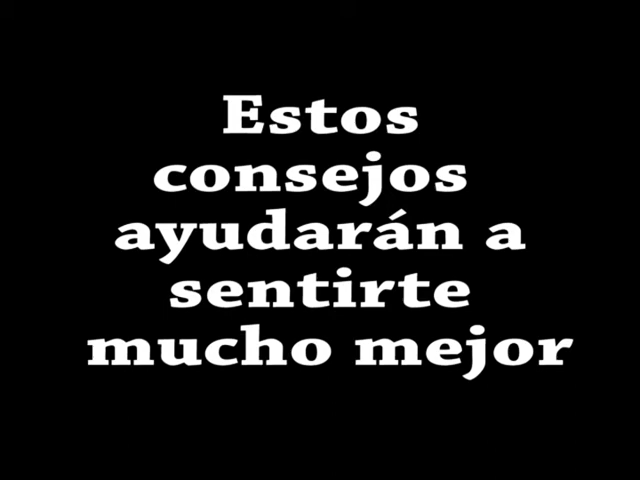 Estos
consejos
ayudarán a
sentirte
mucho mejor